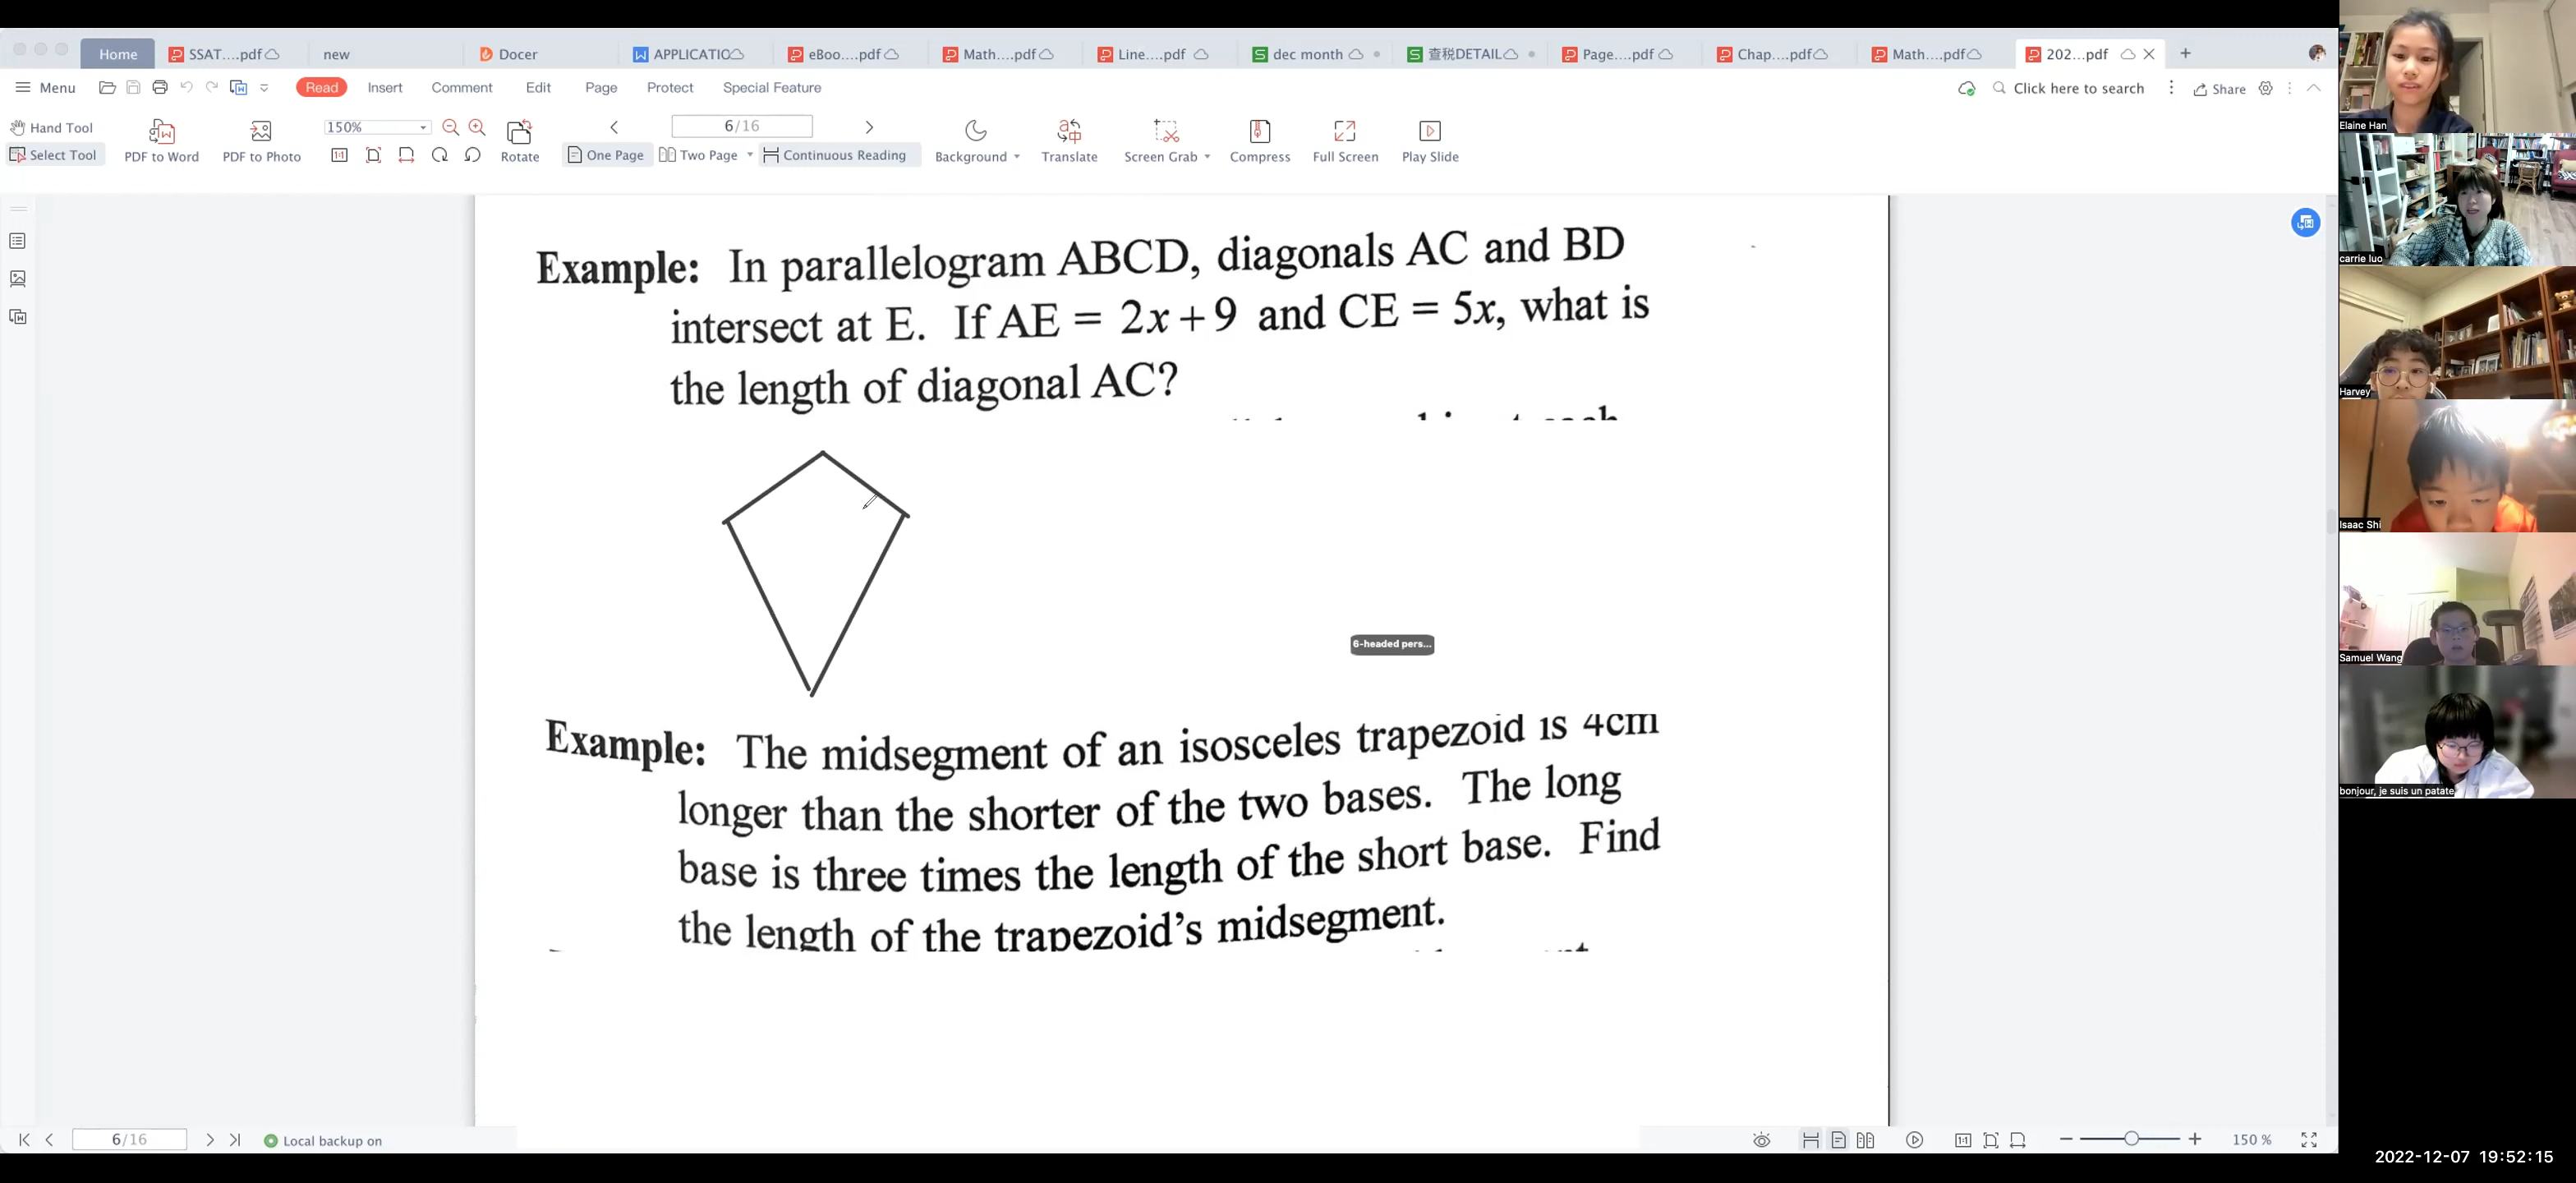 Home
SSAT....pdf
new
Docer
APPLICATIO
eBoo....pdf
Math....pdf
Line....pdf
dec month
查税DETAIL
Page....pdf
Chap....pdf
Math....pdf
202...pdf
Menu
Read
Insert
Comment
Edit
Page
Protect
Special Feature
Click here to search
Share
Hand Tool
Select Tool
PDF to Word
PDF to Photo
150%
1:1
Rotate
6/16
One Page
Two Page
Continuous Reading
Background
Translate
Screen Grab
Compress
Full Screen
Play Slide
Example: In parallelogram ABCD, diagonals AC and BD
intersect at E. If AE = 2x + 9 and CE = 5x, what is
the length of diagonal AC?
6-headed pers...
Example: The midsegment of an isosceles trapezoid is 4cm
longer than the shorter of the two bases. The long
base is three times the length of the short base. Find
the length of the trapezoid's midsegment.
6/16
Local backup on
1:1
150 %
Elaine Han
carrie luo
Harvey
Isaac Shi
Samuel Wang
bonjour, je suis un patate
2022-12-07 19:52:15